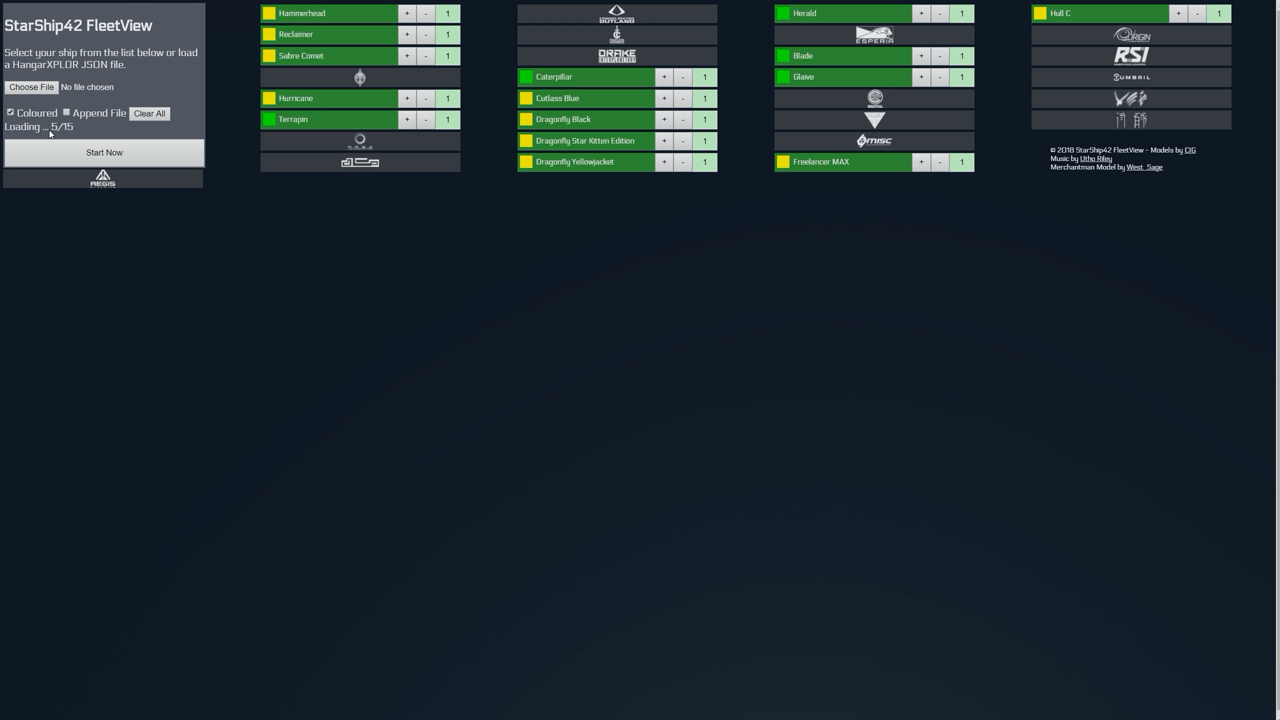 StarShip42 FleetView
Select your ship from the list below or load
a HangarXPLOR JSON file.
Choose File No file chosen
Coloured Append File Clear All
Loading ... 5/15
Start Now
AEGIS
Hammerhead + - 1
Reclaimer + - 1
Sabre Comet + - 1
Hurricane + - 1
Terrapin + - 1
OUTLAND
DRAKE
INTERPLANETARY
Caterpillar + - 1
Cutlass Blue + - 1
Dragonfly Black + - 1
Dragonfly Star Kitten Edition + - 1
Dragonfly Yellowjacket + - 1
Herald + - 1
ESPERIA
Blade + - 1
Glaive + - 1
MISC
Freelancer MAX + - 1
Hull C + - 1
ORIGIN
RSI
TUMBRIL
© 2018 StarShip42 FleetView - Models by CIG
Music by Utho Riley
Merchantman Model by West_Sage